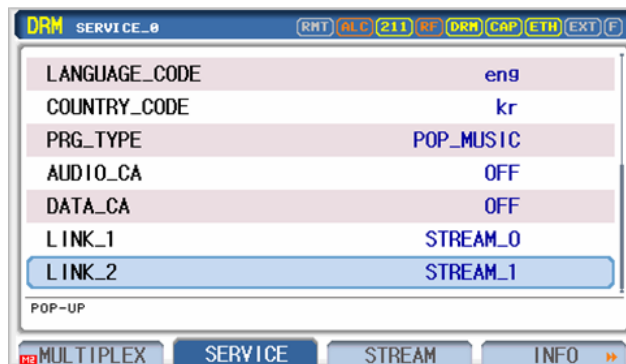 DRM SERVICE_0 RMT ALC 211 RF DRM CAP ETH EXT F
LANGUAGE_CODE eng
COUNTRY_CODE kr
PRG_TYPE POP_MUSIC
AUDIO_CA OFF
DATA_CA OFF
LINK_1 STREAM_0
LINK_2 STREAM_1
POP-UP
M2 MULTIPLEX SERVICE STREAM INFO